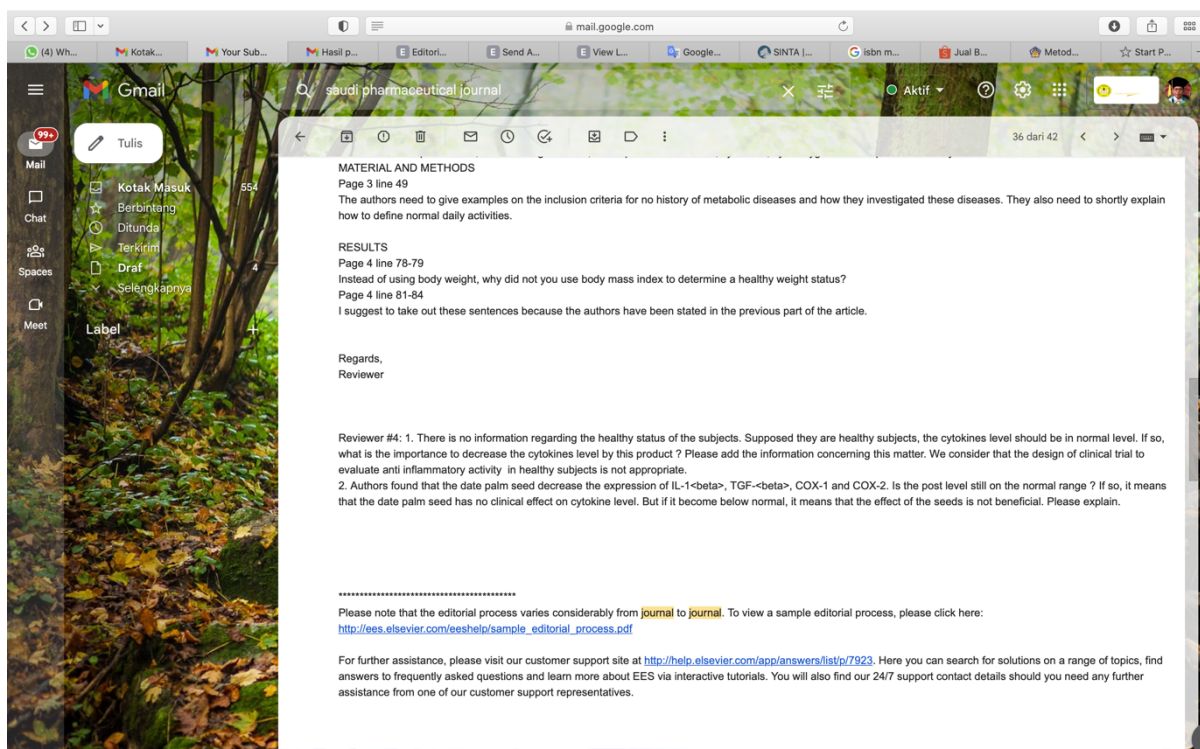 mail.google.com
(4) Wh...
Kotak...
Your Sub...
Hasil p...
Editori...
Send A...
View L...
Google...
SINTA |...
isbn m...
Jual B...
Metod...
Start P...
Gmail
saudi pharmaceutical journal
Aktif
99+
Mail
Chat
Spaces
Meet
Tulis
Kotak Masuk 554
Berbintang
Ditunda
Terkirim
Draf 4
Selengkapnya
Label
36 dari 42
MATERIAL AND METHODS
Page 3 line 49
The authors need to give examples on the inclusion criteria for no history of metabolic diseases and how they investigated these diseases. They also need to shortly explain
how to define normal daily activities.
RESULTS
Page 4 line 78-79
Instead of using body weight, why did not you use body mass index to determine a healthy weight status?
Page 4 line 81-84
I suggest to take out these sentences because the authors have been stated in the previous part of the article.
Regards,
Reviewer
Reviewer #4: 1. There is no information regarding the healthy status of the subjects. Supposed they are healthy subjects, the cytokines level should be in normal level. If so,
what is the importance to decrease the cytokines level by this product ? Please add the information concerning this matter. We consider that the design of clinical trial to
evaluate anti inflammatory activity in healthy subjects is not appropriate.
2. Authors found that the date palm seed decrease the expression of IL-1<beta>, TGF-<beta>, COX-1 and COX-2. Is the post level still on the normal range ? If so, it means
that the date palm seed has no clinical effect on cytokine level. But if it become below normal, it means that the effect of the seeds is not beneficial. Please explain.
******************************************
Please note that the editorial process varies considerably from journal to journal. To view a sample editorial process, please click here:
http://ees.elsevier.com/eeshelp/sample_editorial_process.pdf
For further assistance, please visit our customer support site at http://help.elsevier.com/app/answers/list/p/7923. Here you can search for solutions on a range of topics, find
answers to frequently asked questions and learn more about EES via interactive tutorials. You will also find our 24/7 support contact details should you need any further
assistance from one of our customer support representatives.